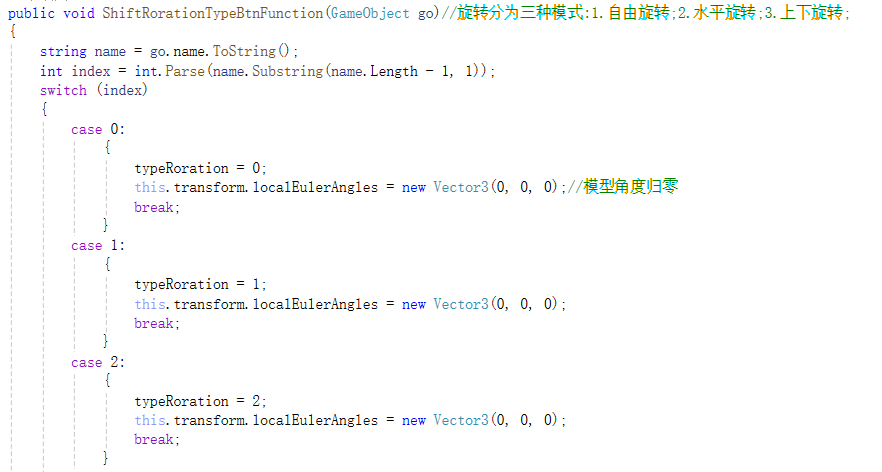 public void ShiftRorationTypeBtnFunction(GameObject go)//旋转分为三种模式:1.自由旋转;2.水平旋转;3.上下旋转;
{
string name = go.name.ToString();
int index = int.Parse(name.Substring(name.Length - 1, 1));
switch (index)
{
case 0:
{
typeRoration = 0;
this.transform.localEulerAngles = new Vector3(0, 0, 0);//模型角度归零
break;
}
case 1:
{
typeRoration = 1;
this.transform.localEulerAngles = new Vector3(0, 0, 0);
break;
}
case 2:
{
typeRoration = 2;
this.transform.localEulerAngles = new Vector3(0, 0, 0);
break;
}